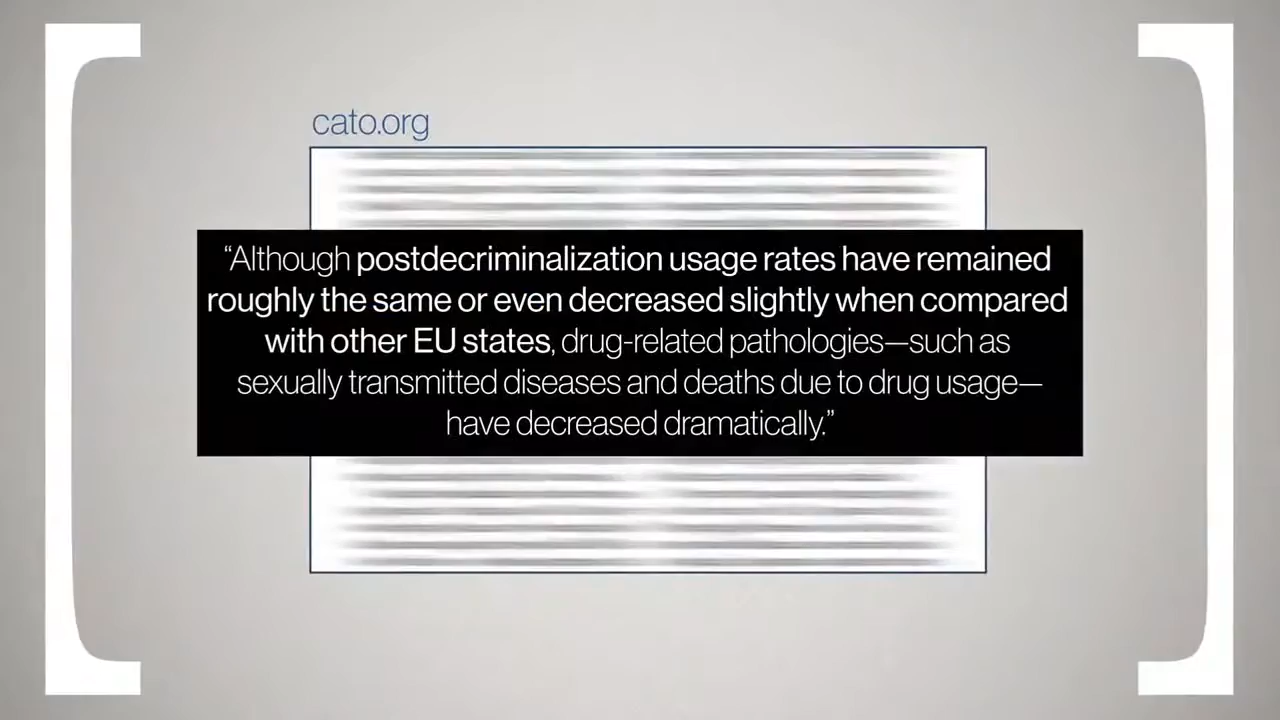 cato.org
“Although postdecriminalization usage rates have remained
roughly the same or even decreased slightly when compared
with other EU states, drug-related pathologies—such as
sexually transmitted diseases and deaths due to drug usage—
have decreased dramatically.”